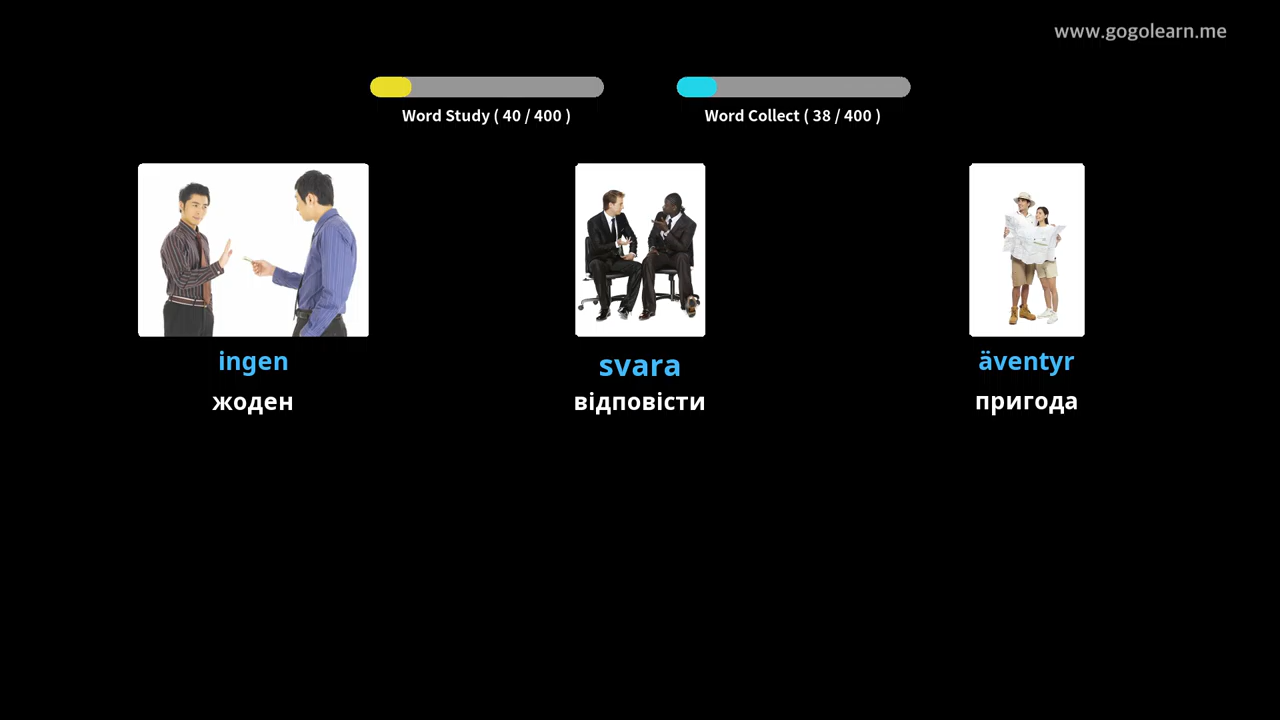 www.gogolearn.me
Word Study ( 40 / 400 )
Word Collect ( 38 / 400 )
ingen
жоден
svara
відповісти
äventyr
пригода